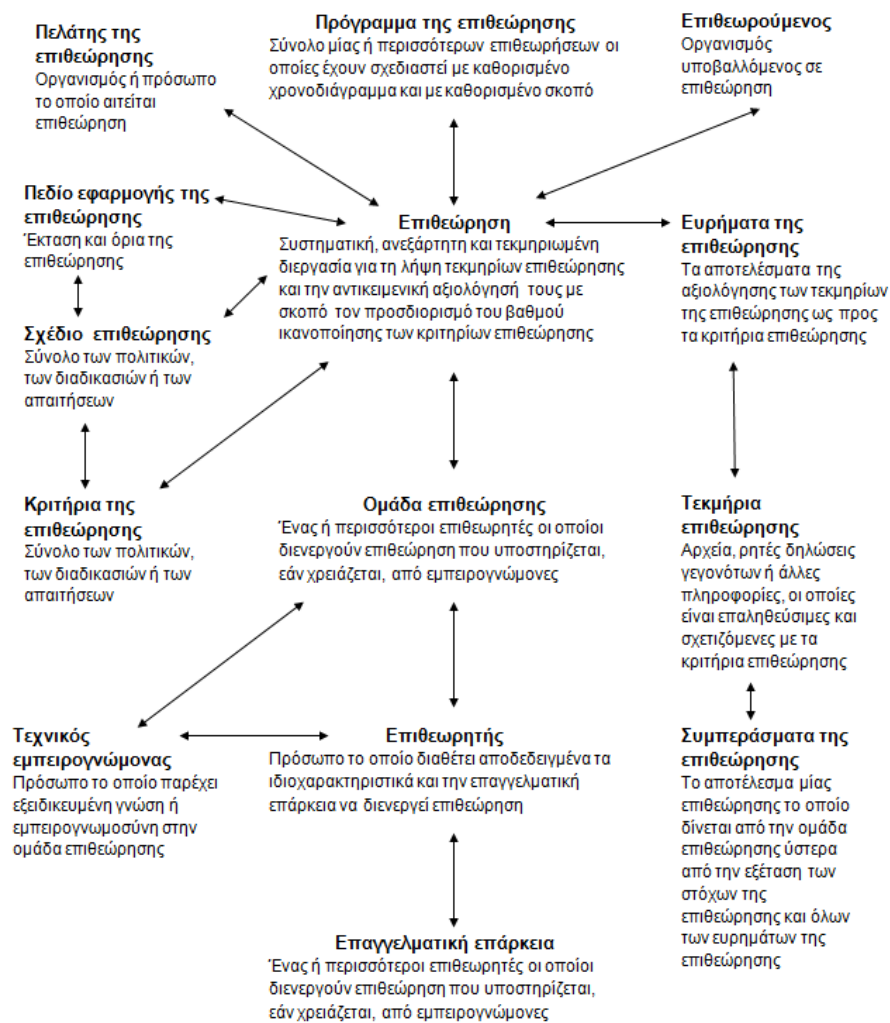 Πελάτης της
επιθεώρησης
Οργανισμός ή πρόσωπο
το οποίο αιτείται
επιθεώρηση
Πρόγραμμα της επιθεώρησης
Σύνολο μίας ή περισσότερων επιθεωρήσεων οι
οποίες έχουν σχεδιαστεί με καθορισμένο
χρονοδιάγραμμα και με καθορισμένο σκοπό
Επιθεωρούμενος
Οργανισμός
υποβαλλόμενος σε
επιθεώρηση
Πεδίο εφαρμογής της
επιθεώρησης
Έκταση και όρια της
επιθεώρησης
Επιθεώρηση
Συστηματική, ανεξάρτητη και τεκμηριωμένη
διεργασία για τη λήψη τεκμηρίων επιθεώρησης
και την αντικειμενική αξιολόγησή τους με
σκοπό τον προσδιορισμό του βαθμού
ικανοποίησης των κριτηρίων επιθεώρησης
Ευρήματα της
επιθεώρησης
Τα αποτελέσματα της
αξιολόγησης των τεκμηρίων
της επιθεώρησης ως προς
τα κριτήρια επιθεώρησης
Σχέδιο επιθεώρησης
Σύνολο των πολιτικών,
των διαδικασιών ή των
απαιτήσεων
Κριτήρια της
επιθεώρησης
Σύνολο των πολιτικών,
των διαδικασιών ή των
απαιτήσεων
Ομάδα επιθεώρησης
Ένας ή περισσότεροι επιθεωρητές οι οποίοι
διενεργούν επιθεώρηση που υποστηρίζεται,
εάν χρειάζεται, από εμπειρογνώμονες
Τεκμήρια
επιθεώρησης
Αρχεία, ρητές δηλώσεις
γεγονότων ή άλλες
πληροφορίες, οι οποίες
είναι επαληθεύσιμες και
σχετιζόμενες με τα
κριτήρια επιθεώρησης
Τεχνικός
εμπειρογνώμονας
Πρόσωπο το οποίο παρέχει
εξειδικευμένη γνώση ή
εμπειρογνωμοσύνη στην
ομάδα επιθεώρησης
Επιθεωρητής
Πρόσωπο το οποίο διαθέτει αποδεδειγμένα τα
ιδιοχαρακτηριστικά και την επαγγελματική
επάρκεια να διενεργεί επιθεώρηση
Συμπεράσματα της
επιθεώρησης
Το αποτέλεσμα μίας
επιθεώρησης το οποίο
δίνεται από την ομάδα
επιθεώρησης ύστερα
από την εξέταση των
στόχων της
επιθεώρησης και όλων
των ευρημάτων της
επιθεώρησης
Επαγγελματική επάρκεια
Ένας ή περισσότεροι επιθεωρητές οι οποίοι
διενεργούν επιθεώρηση που υποστηρίζεται,
εάν χρειάζεται, από εμπειρογνώμονες